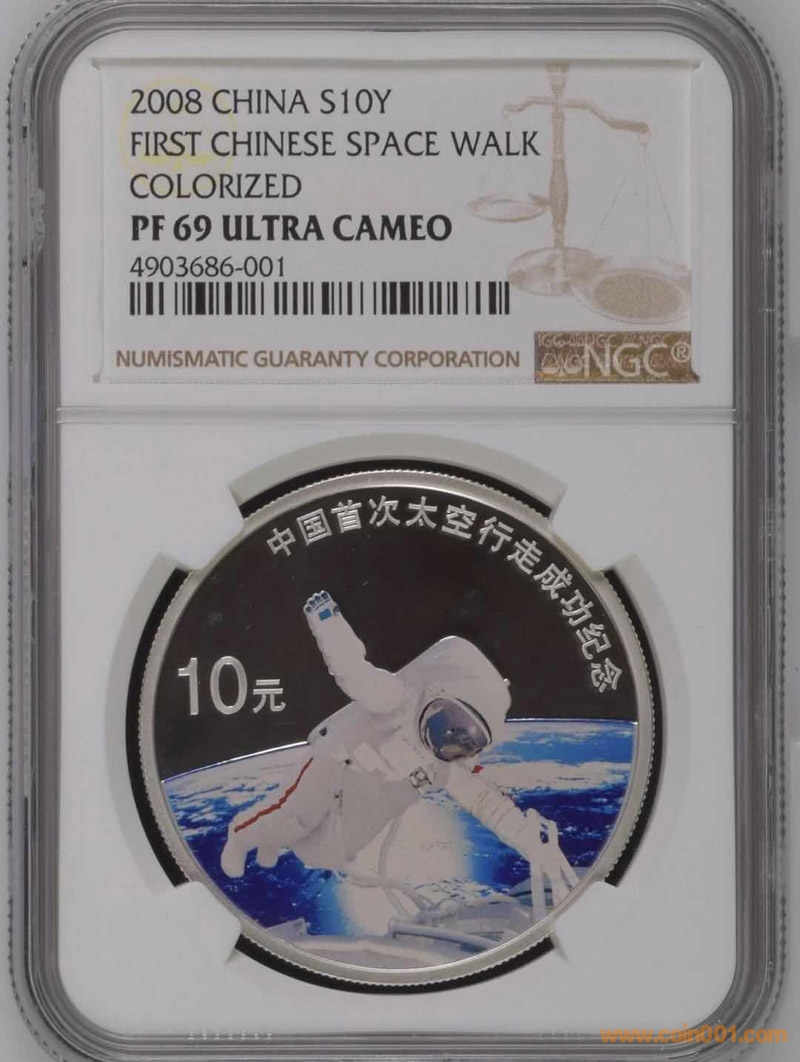 2008 CHINA S10Y
FIRST CHINESE SPACE WALK
COLORIZED
PF 69 ULTRA CAMEO
4903686-001
NUMISMATIC GUARANTY CORPORATION
NGC®
中国首次太空行走成功纪念
10元
www.coin001.com